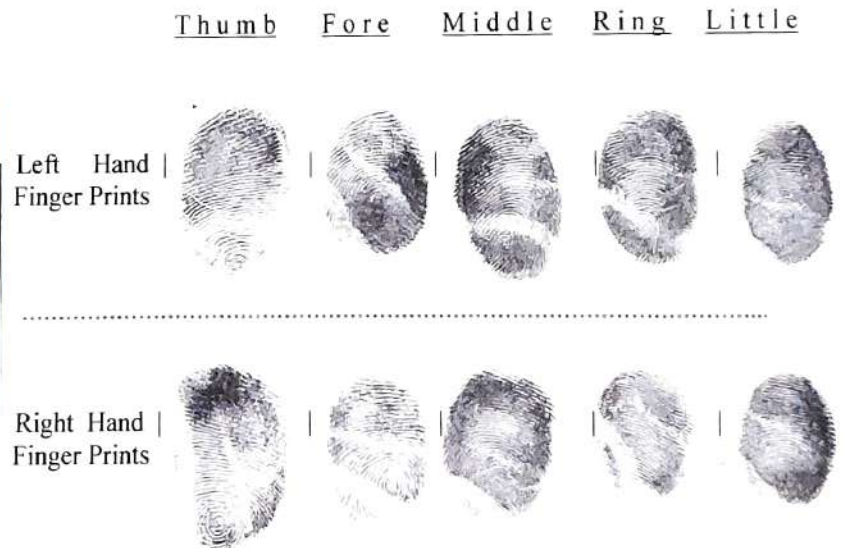 Thumb Fore Middle Ring Little
Left Hand
Finger Prints
Right Hand
Finger Prints